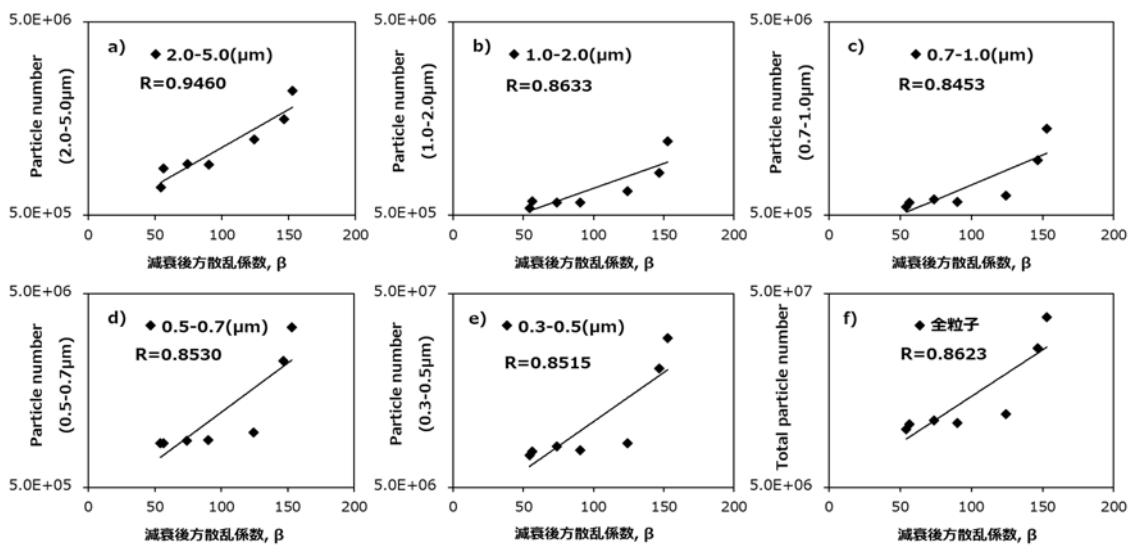 5.0E+06
a)
2.0-5.0(μm)
R=0.9460
Particle number
(2.0-5.0μm)
5.0E+05
0 50 100 150 200
減衰後方散乱係数, β
5.0E+06
b)
1.0-2.0(μm)
R=0.8633
Particle number
(1.0-2.0μm)
5.0E+05
0 50 100 150 200
減衰後方散乱係数, β
5.0E+06
c)
0.7-1.0(μm)
R=0.8453
Particle number
(0.7-1.0μm)
5.0E+05
0 50 100 150 200
減衰後方散乱係数, β
5.0E+06
d)
0.5-0.7(μm)
R=0.8530
Particle number
(0.5-0.7μm)
5.0E+05
0 50 100 150 200
減衰後方散乱係数, β
5.0E+07
e)
0.3-0.5(μm)
R=0.8515
Particle number
(0.3-0.5μm)
5.0E+06
0 50 100 150 200
減衰後方散乱係数, β
5.0E+07
f)
全粒子
R=0.8623
Total particle number
5.0E+06
0 50 100 150 200
減衰後方散乱係数, β